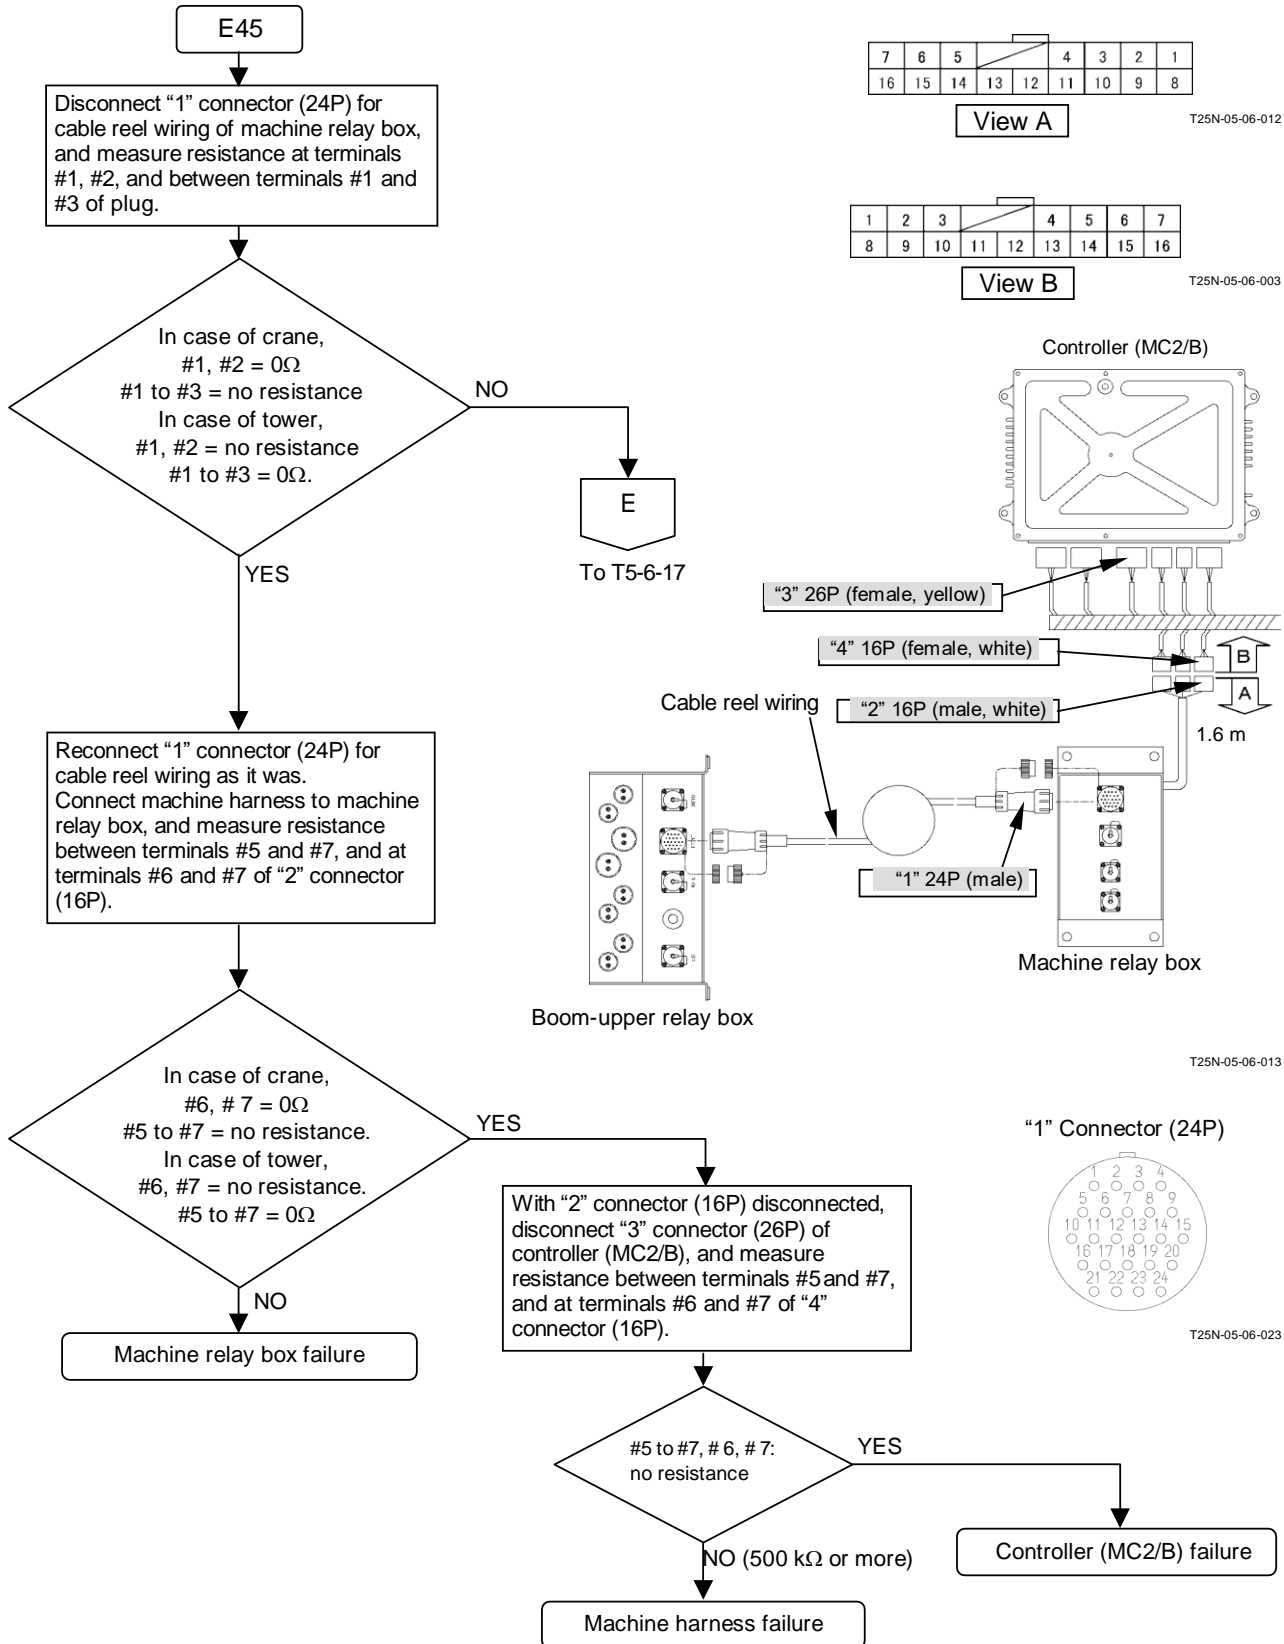 E45
Disconnect “1” connector (24P) for
cable reel wiring of machine relay box,
and measure resistance at terminals
#1, #2, and between terminals #1 and
#3 of plug.
In case of crane,
#1, #2 = 0Ω
#1 to #3 = no resistance
In case of tower,
#1, #2 = no resistance
#1 to #3 = 0Ω.
NO
E
To T5-6-17
YES
Reconnect “1” connector (24P) for
cable reel wiring as it was.
Connect machine harness to machine
relay box, and measure resistance
between terminals #5 and #7, and at
terminals #6 and #7 of “2” connector
(16P).
In case of crane,
#6, # 7 = 0Ω
#5 to #7 = no resistance.
In case of tower,
#6, #7 = no resistance.
#5 to #7 = 0Ω
YES
NO
Machine relay box failure
With “2” connector (16P) disconnected,
disconnect “3” connector (26P) of
controller (MC2/B), and measure
resistance between terminals #5 and #7,
and at terminals #6 and #7 of “4”
connector (16P).
#5 to #7, # 6, # 7:
no resistance
YES
NO (500 kΩ or more)
Controller (MC2/B) failure
Machine harness failure
7 6 5 4 3 2 1
16 15 14 13 12 11 10 9 8
View A
T25N-05-06-012
1 2 3 4 5 6 7
8 9 10 11 12 13 14 15 16
View B
T25N-05-06-003
Controller (MC2/B)
“3” 26P (female, yellow)
“4” 16P (female, white)
B
“2” 16P (male, white)
A
Cable reel wiring
1.6 m
“1” 24P (male)
Machine relay box
Boom-upper relay box
T25N-05-06-013
“1” Connector (24P)
1 2 3 4
5 6 7 8 9
10 11 12 13 14 15
16 17 18 19 20
21 22 23 24
T25N-05-06-023